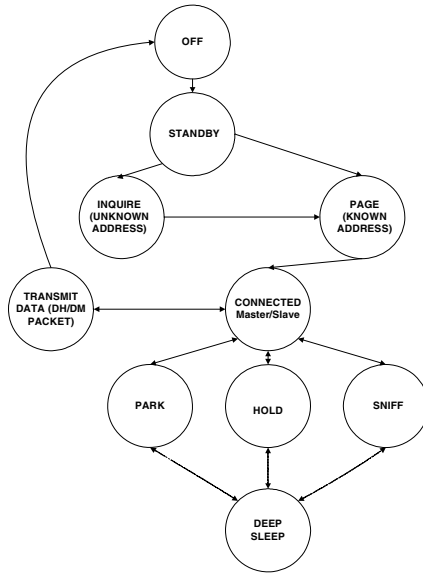 OFF
STANDBY
INQUIRE
(UNKNOWN
ADDRESS)
PAGE
(KNOWN
ADDRESS)
TRANSMIT
DATA (DH/DM
PACKET)
CONNECTED
Master/Slave
PARK
HOLD
SNIFF
DEEP
SLEEP